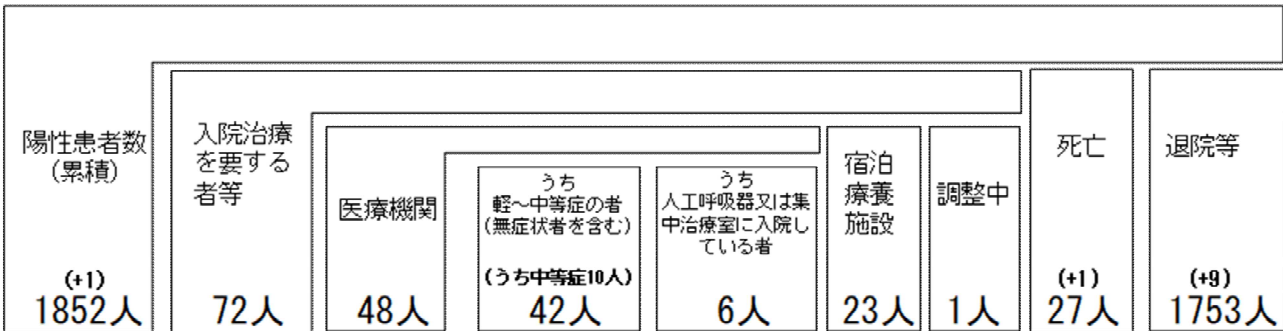 陽性患者数
(累積)
(+1)
1852人
入院治療
を要する
者等
72人
医療機関
48人
うち
軽~中等症の者
(無症状者を含む)
(うち中等症10人)
42人
うち
人工呼吸器又は集
中治療室に入院し
ている者
6人
宿泊
療養
施設
23人
調整中
1人
死亡
(+1)
27人
退院等
(+9)
1753人